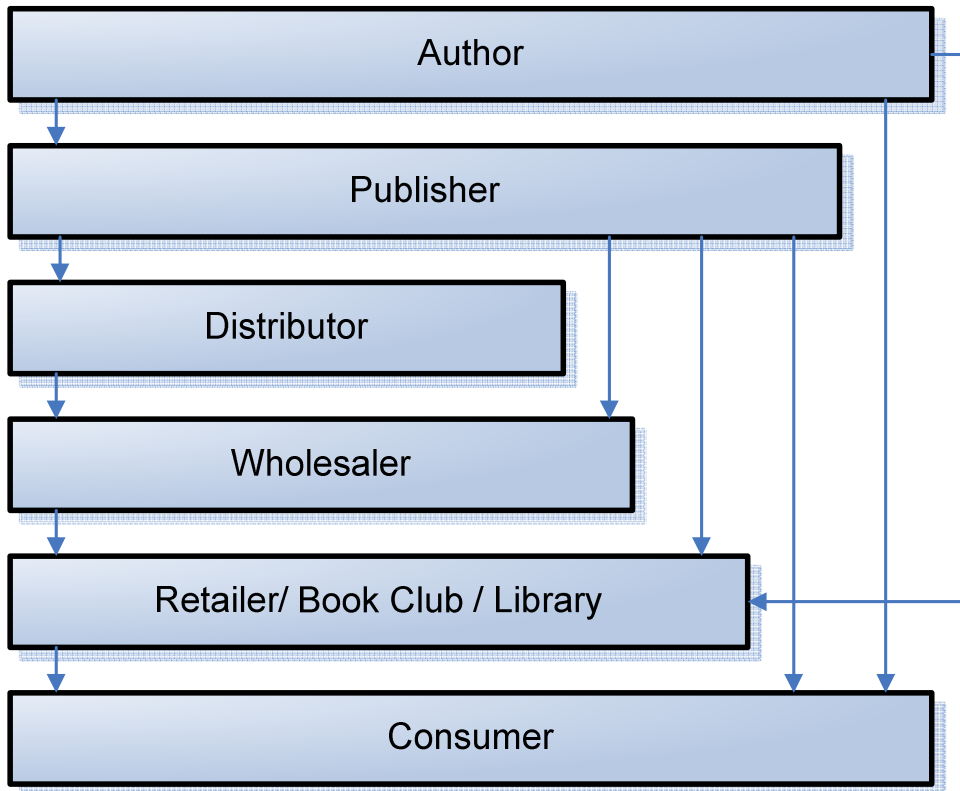 Author
Publisher
Distributor
Wholesaler
Retailer/ Book Club / Library
Consumer